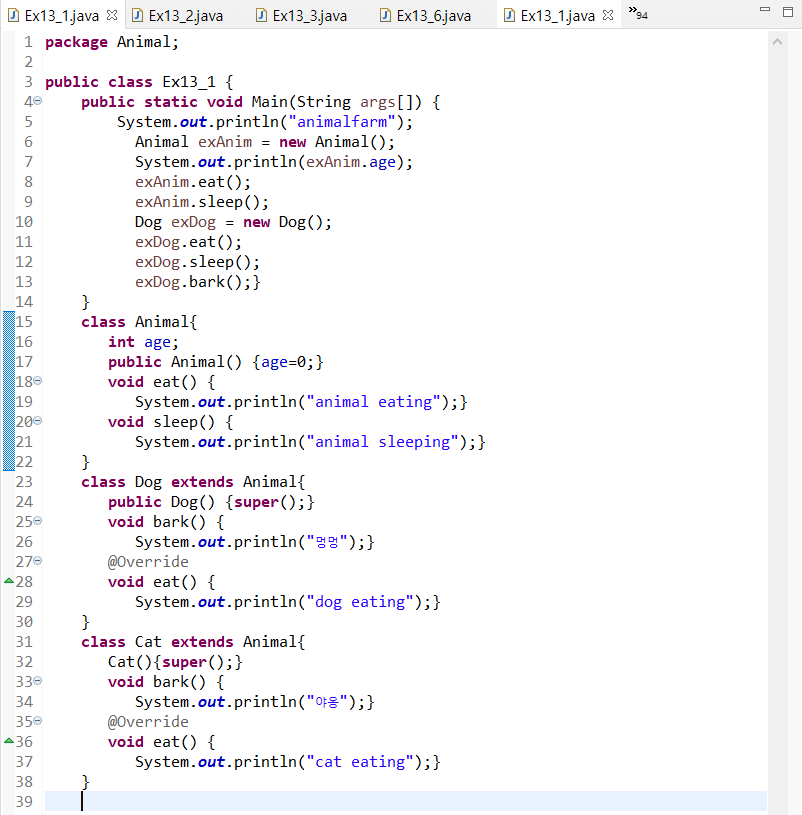 Ex13_1.java Ex13_2.java Ex13_3.java Ex13_6.java Ex13_1.java »94
1 package Animal;
2
3 public class Ex13_1 {
4 public static void Main(String args[]) {
5 System.out.println("animalfarm");
6 Animal exAnim = new Animal();
7 System.out.println(exAnim.age);
8 exAnim.eat();
9 exAnim.sleep();
10 Dog exDog = new Dog();
11 exDog.eat();
12 exDog.sleep();
13 exDog.bark();}
14 }
15 class Animal{
16 int age;
17 public Animal() {age=0;}
18 void eat() {
19 System.out.println("animal eating");}
20 void sleep() {
21 System.out.println("animal sleeping");}
22 }
23 class Dog extends Animal{
24 public Dog() {super();}
25 void bark() {
26 System.out.println("멍멍");}
27 @Override
28 void eat() {
29 System.out.println("dog eating");}
30 }
31 class Cat extends Animal{
32 Cat(){super();}
33 void bark() {
34 System.out.println("야옹");}
35 @Override
36 void eat() {
37 System.out.println("cat eating");}
38 }
39